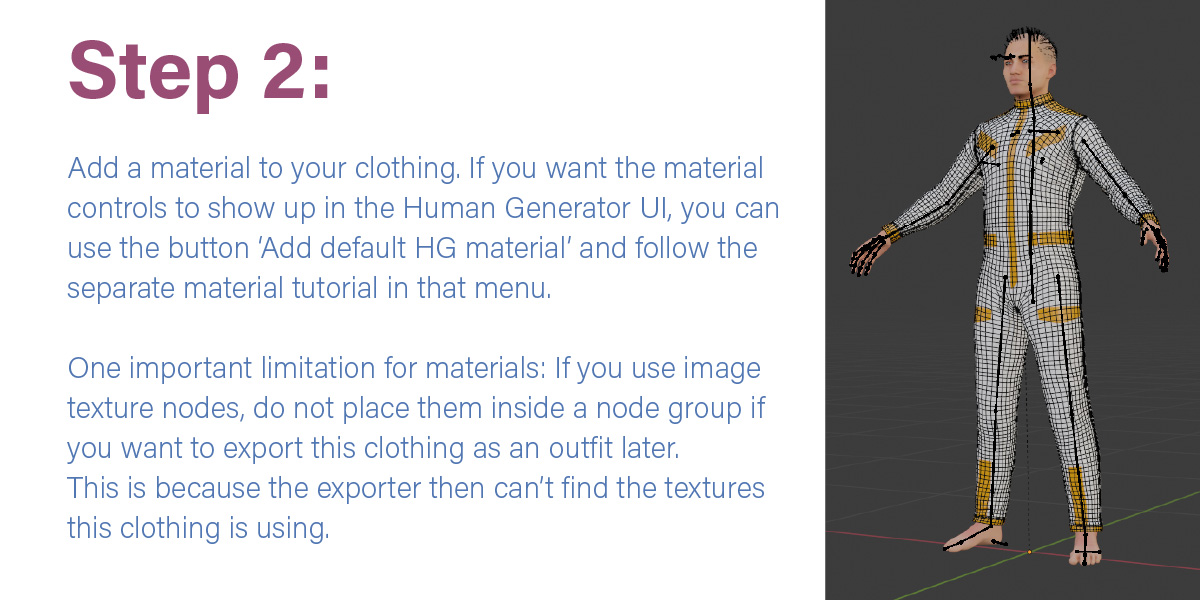 Step 2:
Add a material to your clothing. If you want the material
controls to show up in the Human Generator UI, you can
use the button ‘Add default HG material’ and follow the
separate material tutorial in that menu.
One important limitation for materials: If you use image
texture nodes, do not place them inside a node group if
you want to export this clothing as an outfit later.
This is because the exporter then can’t find the textures
this clothing is using.